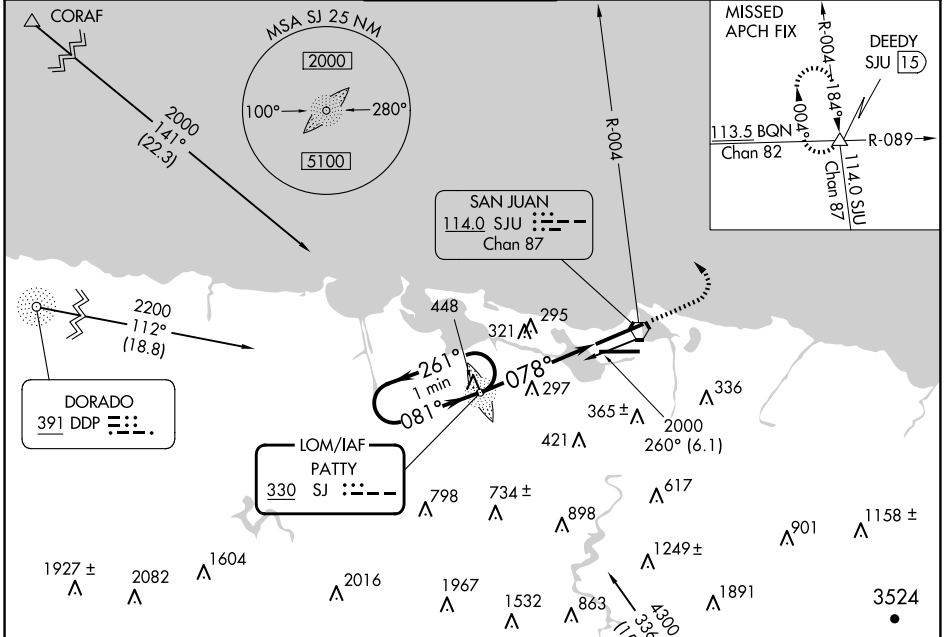 CORAF
2000
141°
(22.3)
MSA SJ 25 NM
2000
100°
280°
5100
R-004
MISSED
APCH FIX
R-004
DEEDY
SJU 15
184°
004°
113.5 BQN
Chan 82
R-089
114.0 SJU
Chan 87
SAN JUAN
114.0 SJU
Chan 87
2200
112°
(18.8)
DORADO
391 DDP
448
321
295
261°
1 min
081°
078°
297
336
365 ±
421
2000
260° (6.1)
LOM/IAF
PATTY
330 SJ
798
734 ±
898
617
901
1158 ±
1249±
1927 ±
2082
1604
2016
1967
1532
863
1891
3524
4300